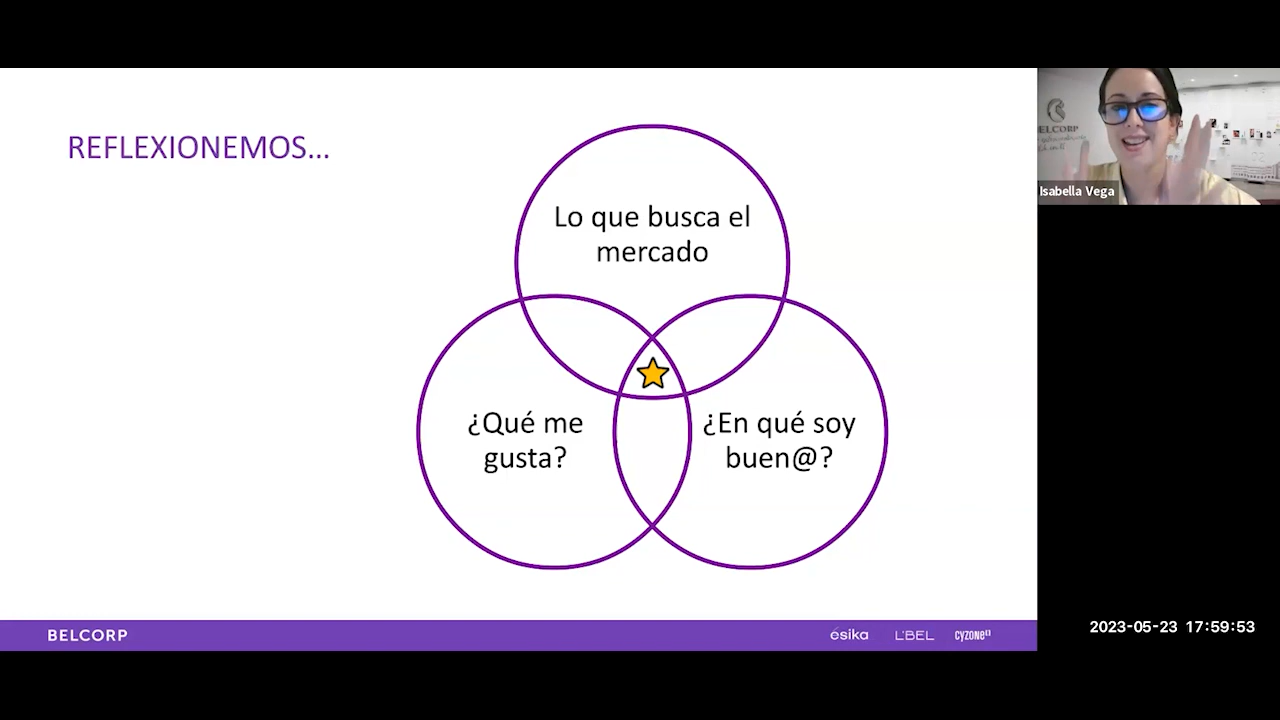 REFLEXIONEMOS...
Lo que busca el
mercado
¿Qué me
gusta?
¿En qué soy
buen@?
BELCORP
ésika
L'BEL
CYZONE
BELCORP
Isabella Vega
2023-05-23 17:59:53